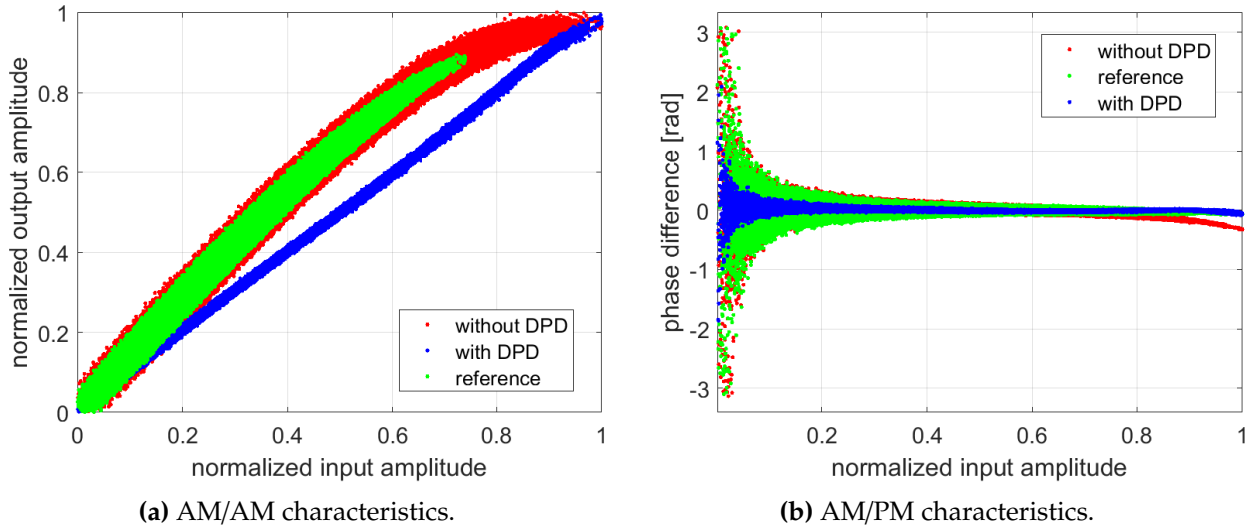 normalized output amplitude
1
0.8
0.6
0.4
0.2
0
without DPD
with DPD
reference
0 0.2 0.4 0.6 0.8 1
normalized input amplitude
(a) AM/AM characteristics.
phase difference [rad]
3
2
1
0
-1
-2
-3
without DPD
reference
with DPD
0.2 0.4 0.6 0.8 1
normalized input amplitude
(b) AM/PM characteristics.